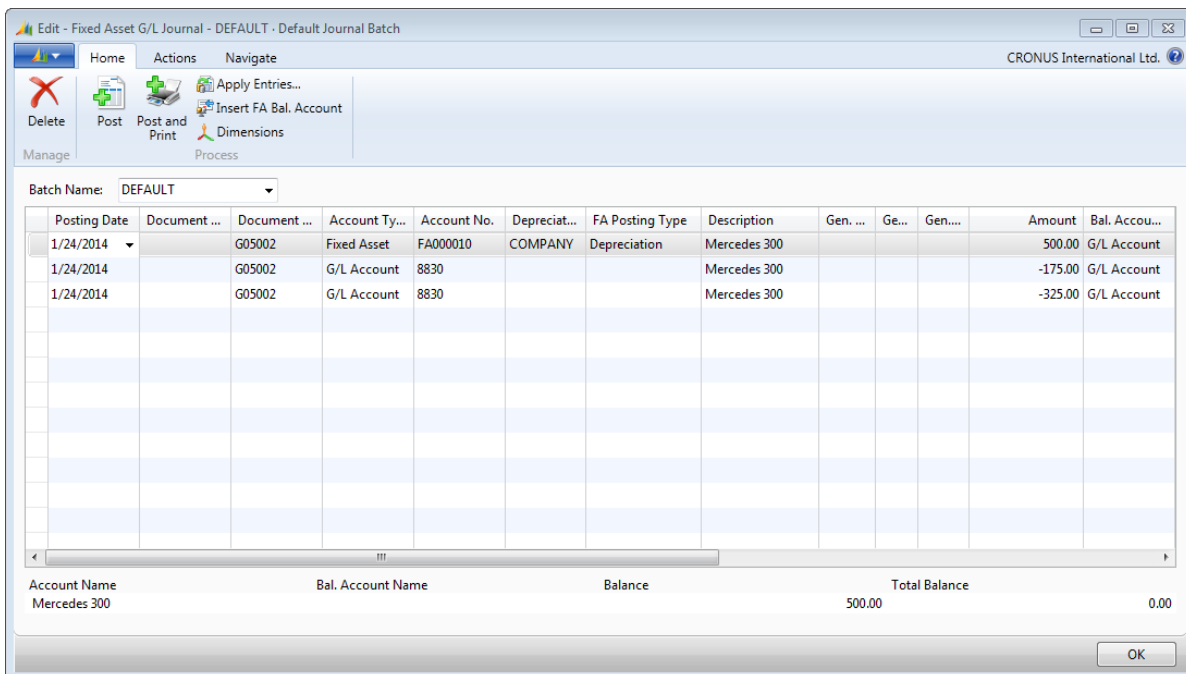 Edit - Fixed Asset G/L Journal - DEFAULT · Default Journal Batch
Home Actions Navigate CRONUS International Ltd.
Delete Post Post and Print
Apply Entries...
Insert FA Bal. Account
Dimensions
Manage Process
Batch Name: DEFAULT
Posting Date Document ... Document ... Account Ty... Account No. Depreciat... FA Posting Type Description Gen. ... Ge... Gen.... Amount Bal. Accou...
1/24/2014 G05002 Fixed Asset FA000010 COMPANY Depreciation Mercedes 300 500.00 G/L Account
1/24/2014 G05002 G/L Account 8830 Mercedes 300 -175.00 G/L Account
1/24/2014 G05002 G/L Account 8830 Mercedes 300 -325.00 G/L Account
Account Name Bal. Account Name Balance Total Balance
Mercedes 300 500.00 0.00
OK